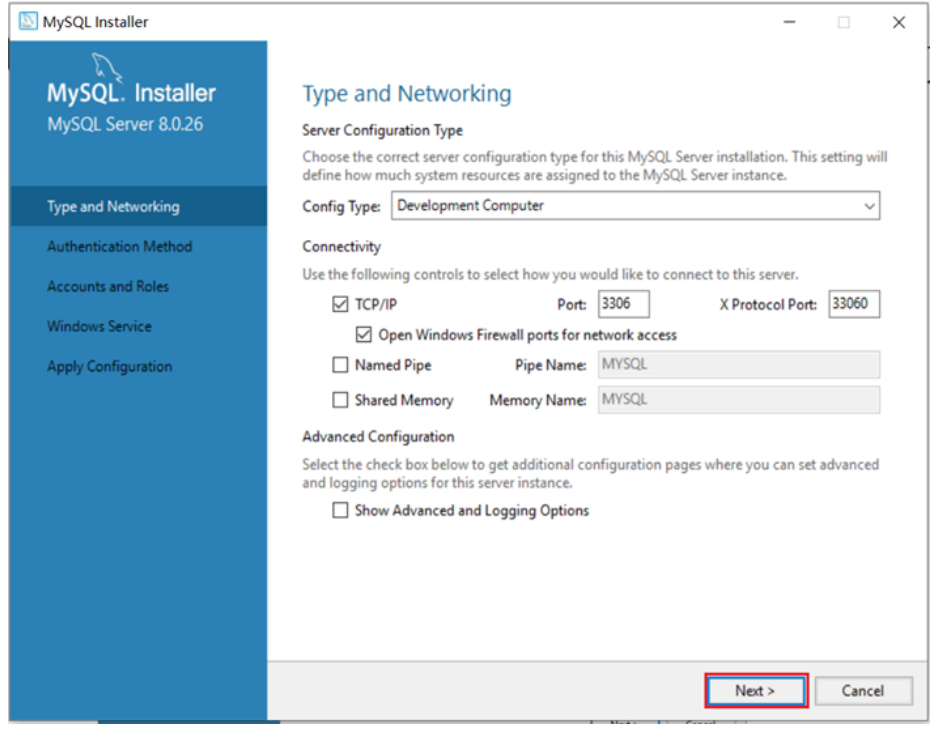 MySQL Installer
MySQL. Installer
MySQL Server 8.0.26
Type and Networking
Authentication Method
Accounts and Roles
Windows Service
Apply Configuration
Type and Networking
Server Configuration Type
Choose the correct server configuration type for this MySQL Server installation. This setting will
define how much system resources are assigned to the MySQL Server instance.
Config Type: Development Computer
Connectivity
Use the following controls to select how you would like to connect to this server.
TCP/IP Port: 3306 X Protocol Port: 33060
Open Windows Firewall ports for network access
Named Pipe Pipe Name: MYSQL
Shared Memory Memory Name: MYSQL
Advanced Configuration
Select the check box below to get additional configuration pages where you can set advanced
and logging options for this server instance.
Show Advanced and Logging Options
Next > Cancel